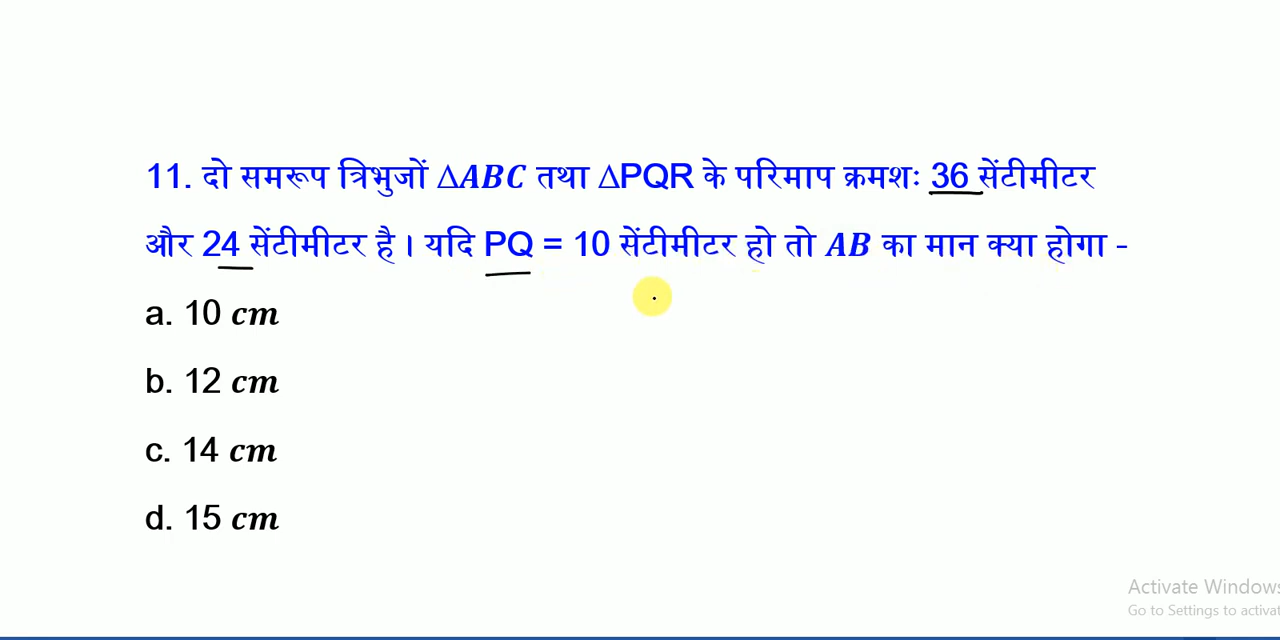 11. दो समरूप त्रिभुजों ΔABC तथा ΔPQR के परिमाप क्रमशः 36 सेंटीमीटर
और 24 सेंटीमीटर है। यदि PQ = 10 सेंटीमीटर हो तो AB का मान क्या होगा -
a. 10 cm
b. 12 cm
c. 14 cm
d. 15 cm
Activate Windows
Go to Settings to activat